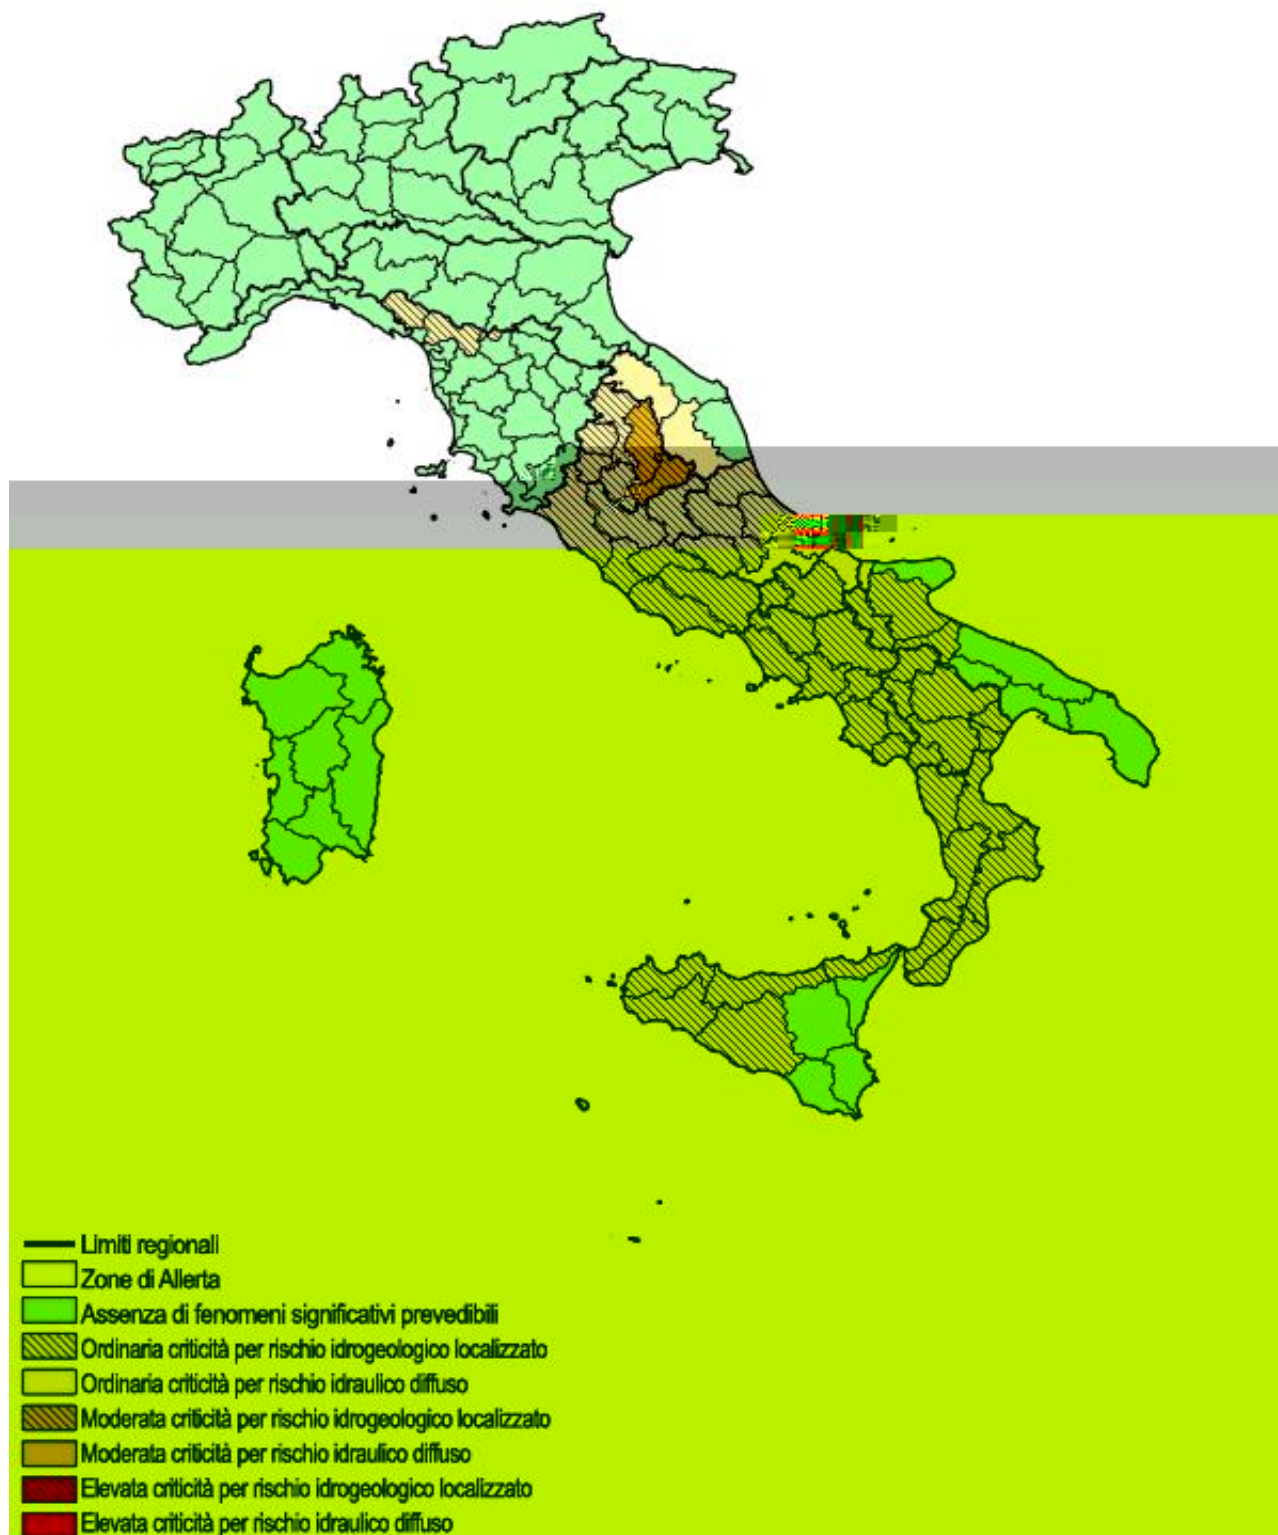 Limiti regionali
Zone di Allerta
Assenza di fenomeni significativi prevedibili
Ordinaria criticità per rischio idrogeologico localizzato
Ordinaria criticità per rischio idraulico diffuso
Moderata criticità per rischio idrogeologico localizzato
Moderata criticità per rischio idraulico diffuso
Elevata criticità per rischio idrogeologico localizzato
Elevata criticità per rischio idraulico diffuso